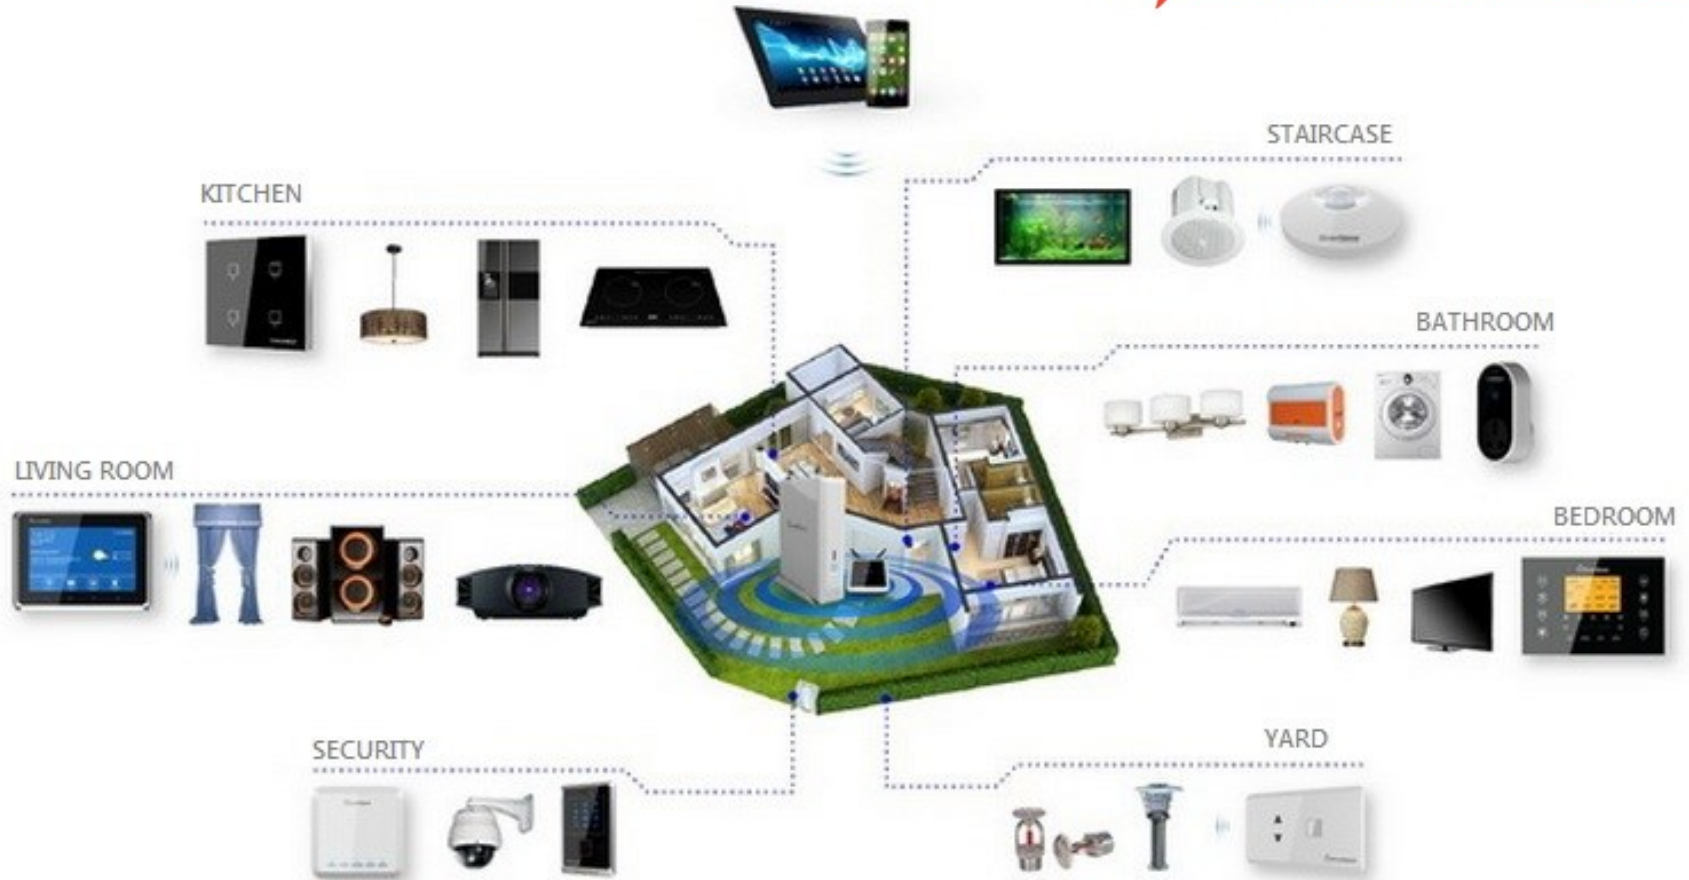 STAIRCASE
KITCHEN
BATHROOM
LIVING ROOM
BEDROOM
SECURITY
YARD